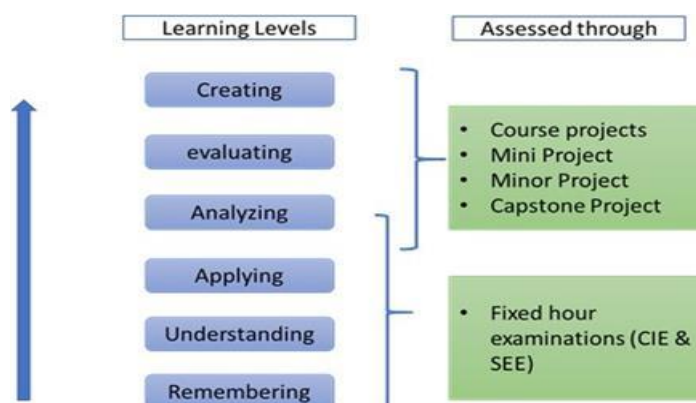 Learning Levels
Assessed through
Creating
evaluating
Analyzing
Applying
Understanding
Remembering
• Course projects
• Mini Project
• Minor Project
• Capstone Project
• Fixed hour
examinations (CIE &
SEE)